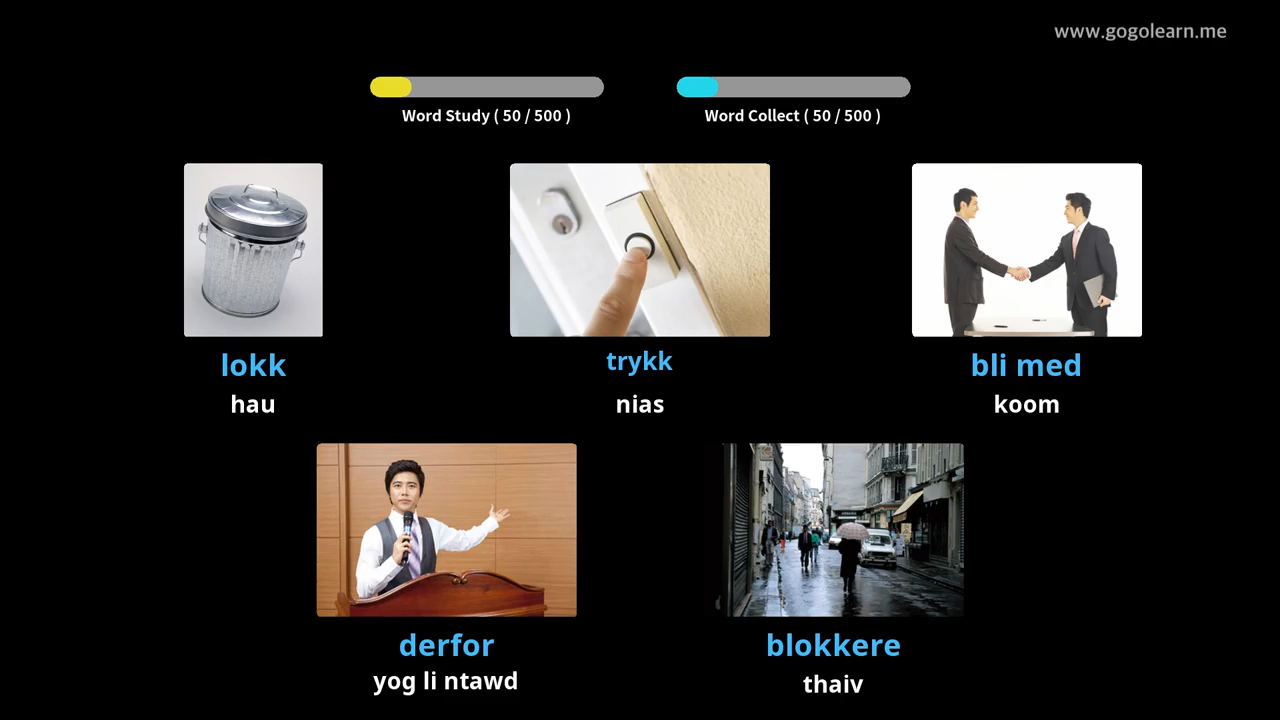 www.gogolearn.me
Word Study ( 50 / 500 )
Word Collect ( 50 / 500 )
lokk
hau
trykk
nias
bli med
koom
derfor
yog li ntawd
blokkere
thaiv